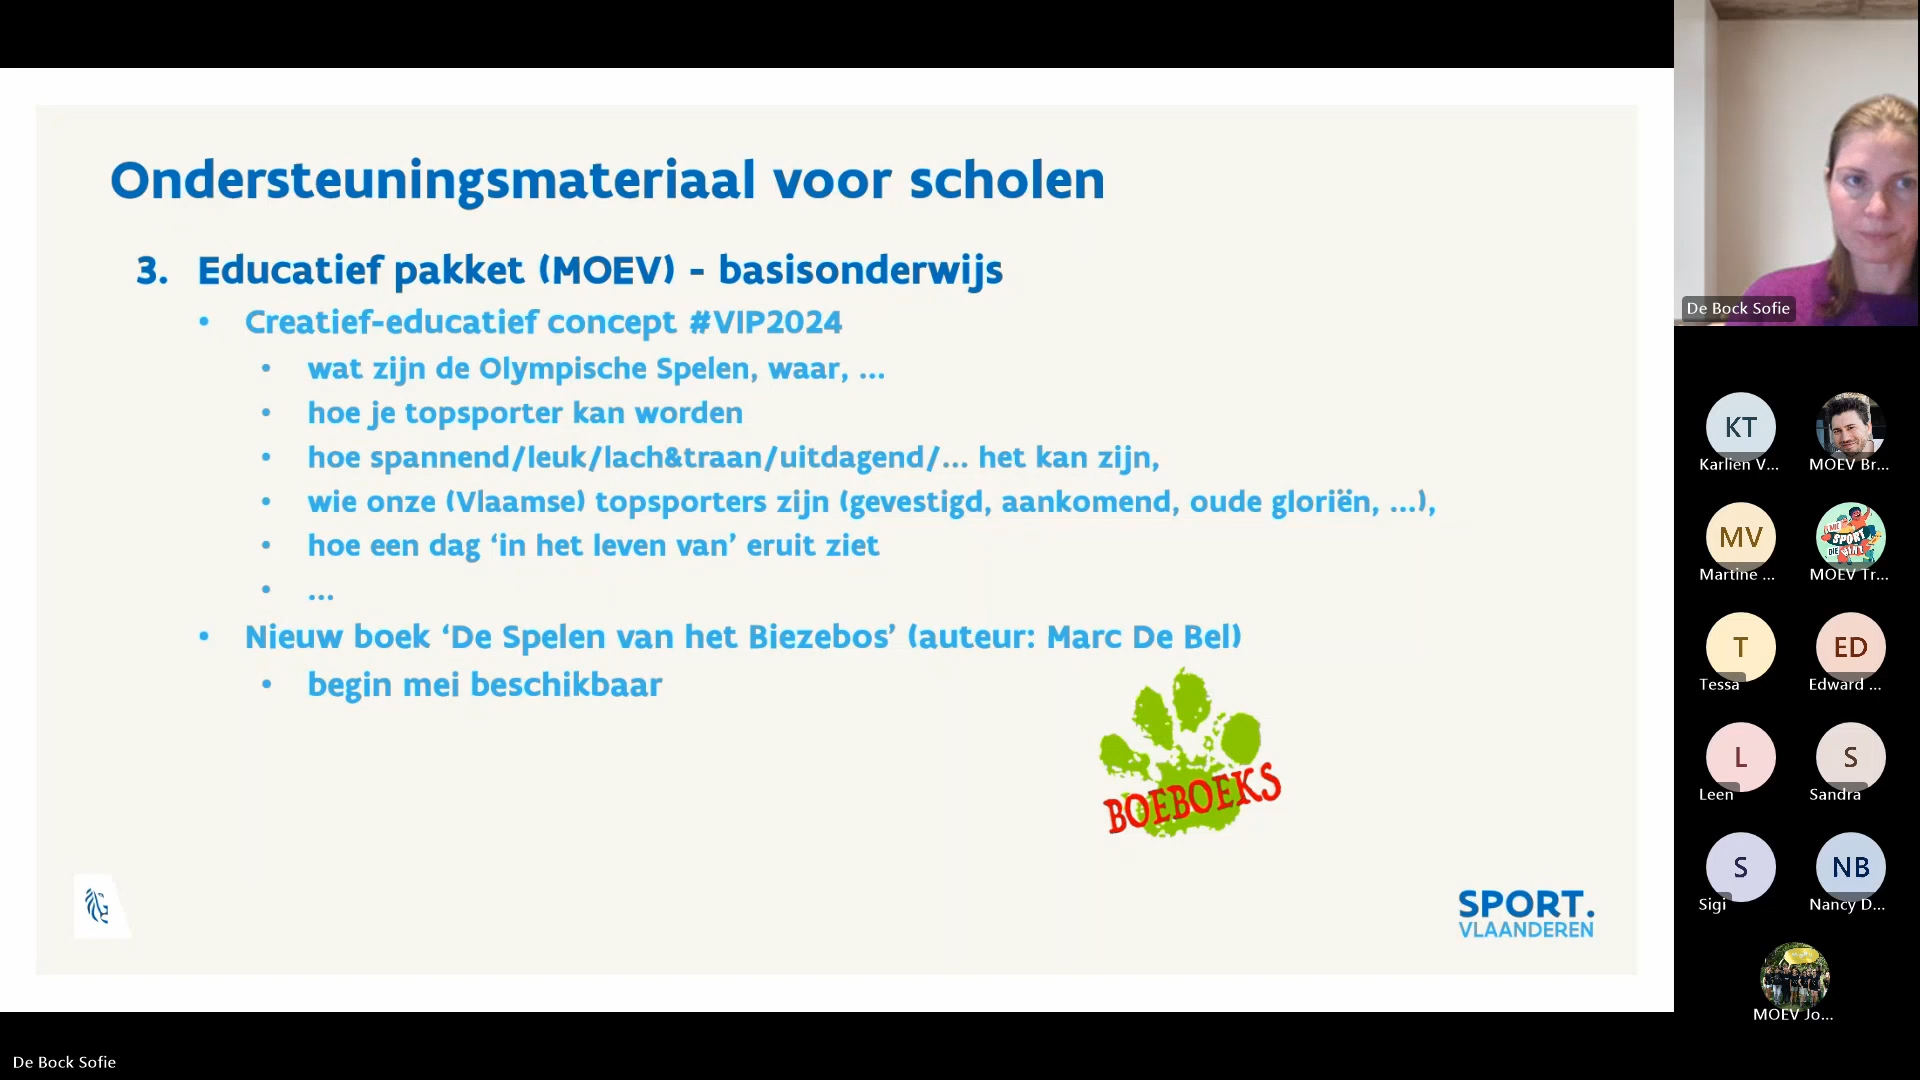 Ondersteuningsmateriaal voor scholen
3. Educatief pakket (MOEV) - basisonderwijs
• Creatief-educatief concept #VIP2024
• wat zijn de Olympische Spelen, waar, ...
• hoe je topsporter kan worden
• hoe spannend/leuk/lach&traan/uitdagend/... het kan zijn,
• wie onze (Vlaamse) topsporters zijn (gevestigd, aankomend, oude gloriën, ...),
• hoe een dag ‘in het leven van’ eruit ziet
• ...
• Nieuw boek ‘De Spelen van het Biezebos’ (auteur: Marc De Bel)
• begin mei beschikbaar
BOEBOEKS
SPORT.
VLAANDEREN
De Bock Sofie
De Bock Sofie
KT
Karlien V...
MOEV Br...
MV
Martine ...
SPORT
DIE
MOEV Tr...
T
Tessa
ED
Edward ...
L
Leen
S
Sandra
S
Sigi
NB
Nancy D...
MOEV Jo...